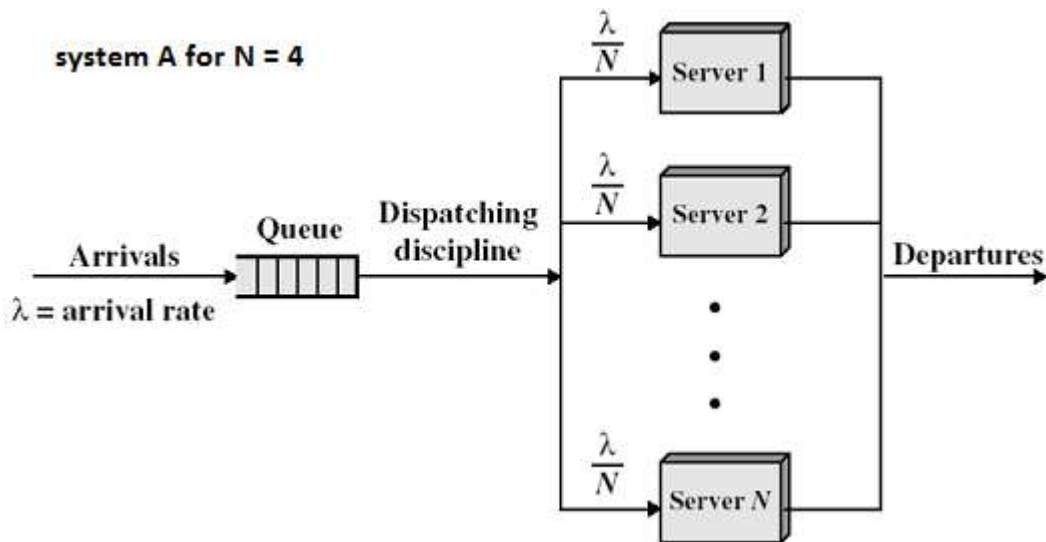 system A for N = 4
λ
N
Server 1
λ
N
Server 2
Queue
Dispatching
discipline
Arrivals
λ = arrival rate
Departures
λ
N
Server N